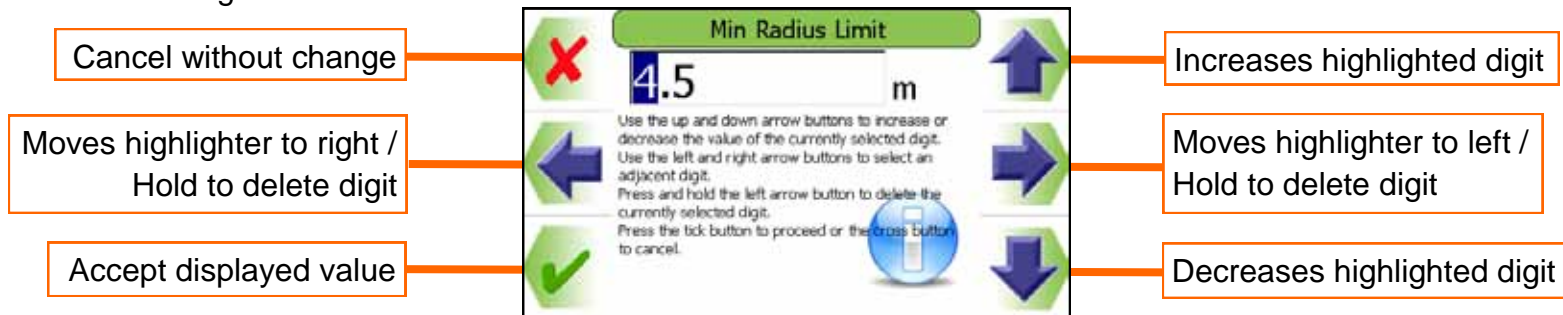 Cancel without change
Moves highlighter to right /
Hold to delete digit
Accept displayed value
Min Radius Limit
4.5
m
Use the up and down arrow buttons to increase or
decrease the value of the currently selected digit.
Use the left and right arrow buttons to select an
adjacent digit.
Press and hold the left arrow button to delete the
currently selected digit.
Press the tick button to proceed or the cross button
to cancel.
Increases highlighted digit
Moves highlighter to left /
Hold to delete digit
Decreases highlighted digit